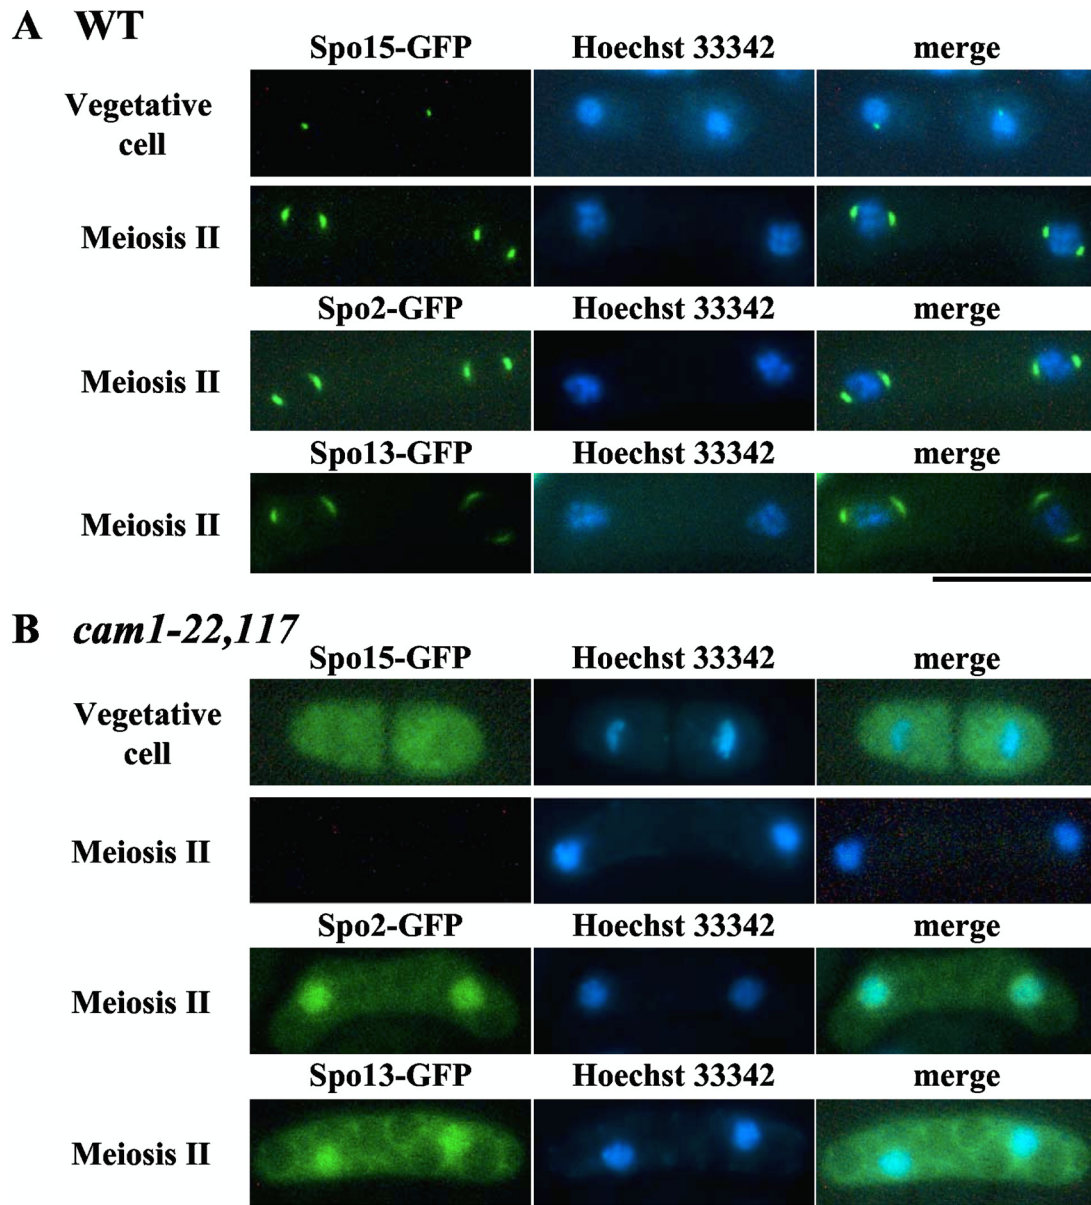 A WT
Spo15-GFP Hoechst 33342 merge
Vegetative
cell
Meiosis II
Spo2-GFP Hoechst 33342 merge
Meiosis II
Spo13-GFP Hoechst 33342 merge
Meiosis II
B cam1-22,117
Spo15-GFP Hoechst 33342 merge
Vegetative
cell
Meiosis II
Spo2-GFP Hoechst 33342 merge
Meiosis II
Spo13-GFP Hoechst 33342 merge
Meiosis II